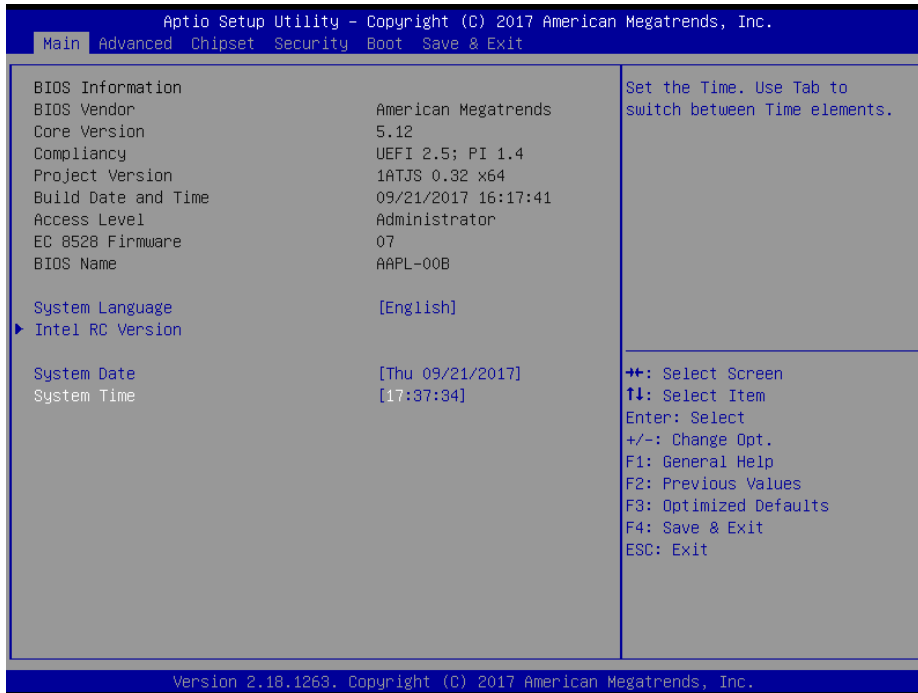 Aptio Setup Utility – Copyright (C) 2017 American Megatrends, Inc.
Main Advanced Chipset Security Boot Save & Exit
BIOS Information
BIOS Vendor American Megatrends
Core Version 5.12
Compliancy UEFI 2.5; PI 1.4
Project Version 1ATJS 0.32 x64
Build Date and Time 09/21/2017 16:17:41
Access Level Administrator
EC 8528 Firmware 07
BIOS Name AAPL-00B
System Language [English]
Intel RC Version
System Date [Thu 09/21/2017]
System Time [17:37:34]
Set the Time. Use Tab to
switch between Time elements.
→←: Select Screen
↑↓: Select Item
Enter: Select
+/-: Change Opt.
F1: General Help
F2: Previous Values
F3: Optimized Defaults
F4: Save & Exit
ESC: Exit
Version 2.18.1263. Copyright (C) 2017 American Megatrends, Inc.